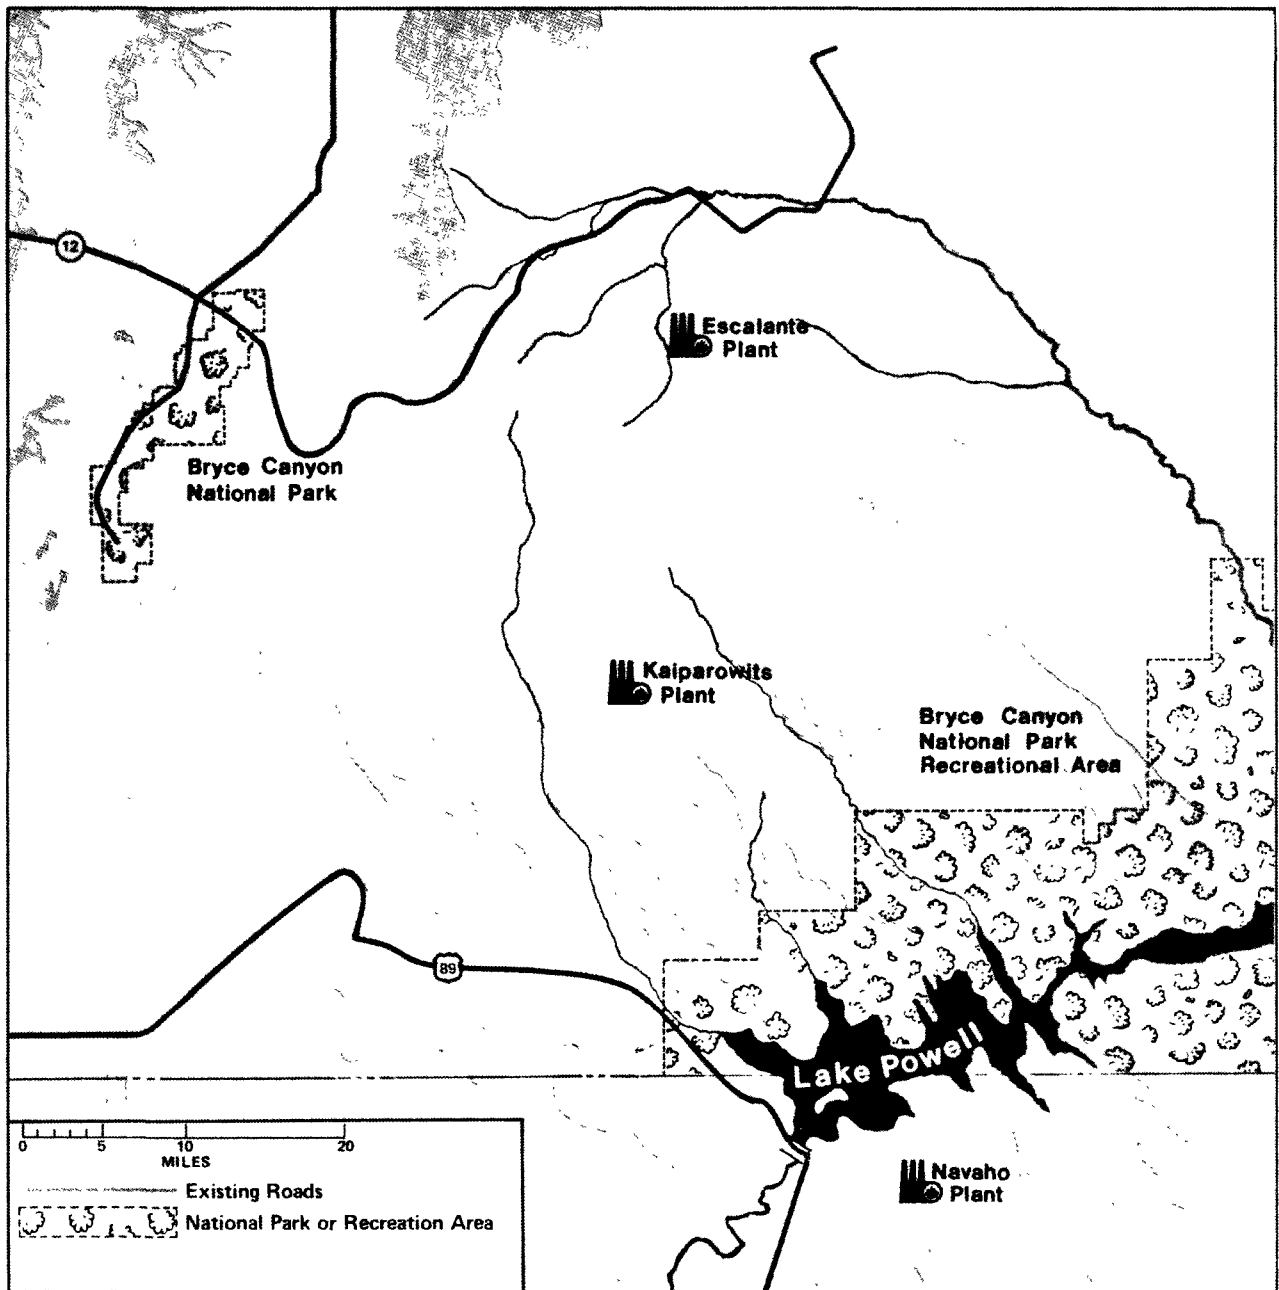 12
Escalante
Plant
Bryce Canyon
National Park
Kaiparowits
Plant
Bryce Canyon
National Park
Recreational Area
89
Lake Powell
0 5 10 20
MILES
Existing Roads
National Park or Recreation Area
Navaho
Plant